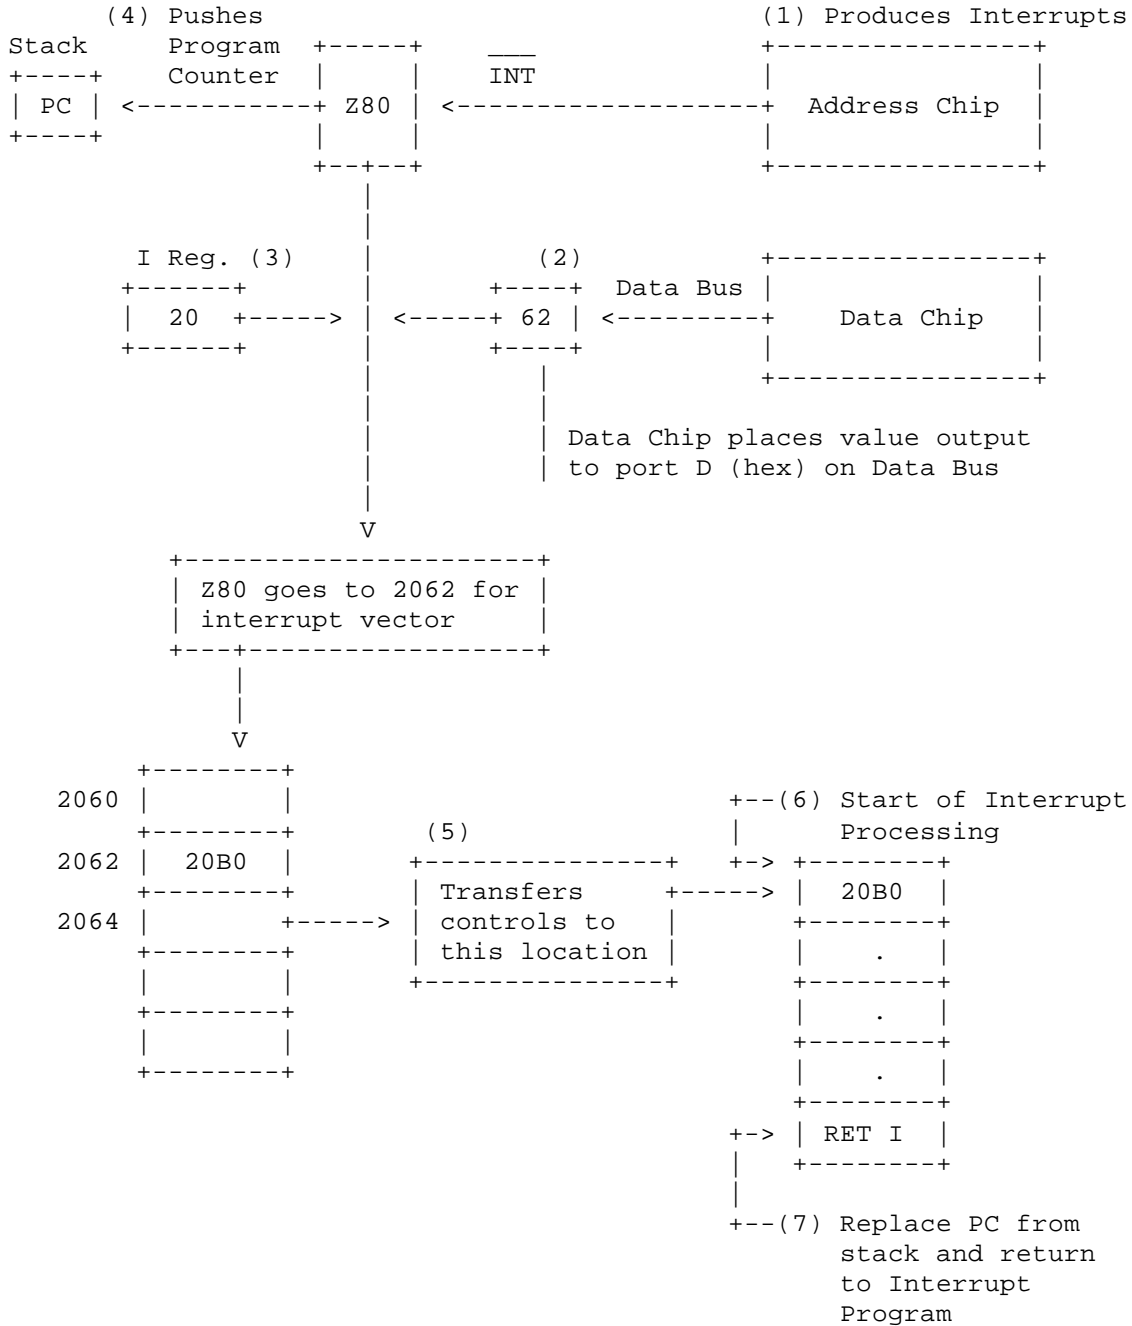 (4) Pushes (1) Produces Interrupts
Stack Program
Counter INT
PC Z80 Address Chip
I Reg. (3) (2)
Data Bus
20 62 Data Chip
Data Chip places value output
to port D (hex) on Data Bus
V
Z80 goes to 2062 for
interrupt vector
V
2060 (6) Start of Interrupt
(5) Processing
2062 20B0
Transfers 20B0
2064 controls to
this location .
.
.
RET I
(7) Replace PC from
stack and return
to Interrupt
Program